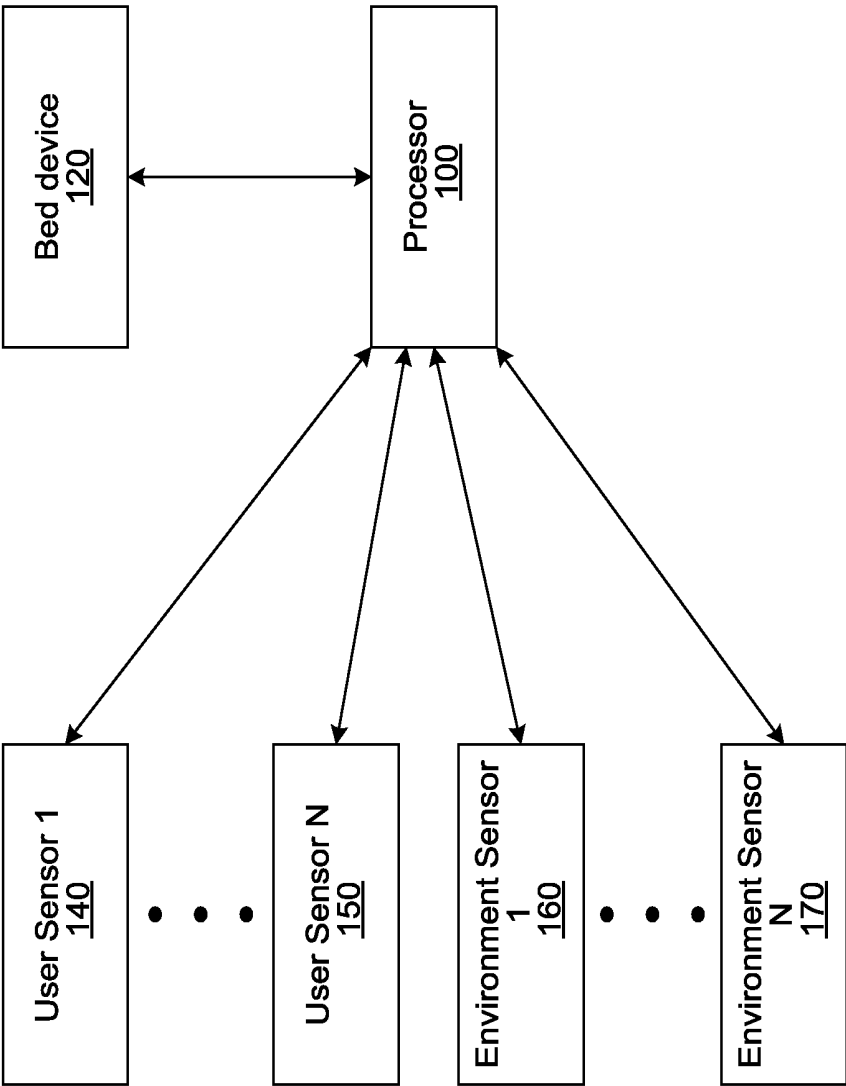 User Sensor 1
140
Bed device
120
User Sensor N
150
Processor
100
Environment Sensor
1
160
Environment Sensor
N
170